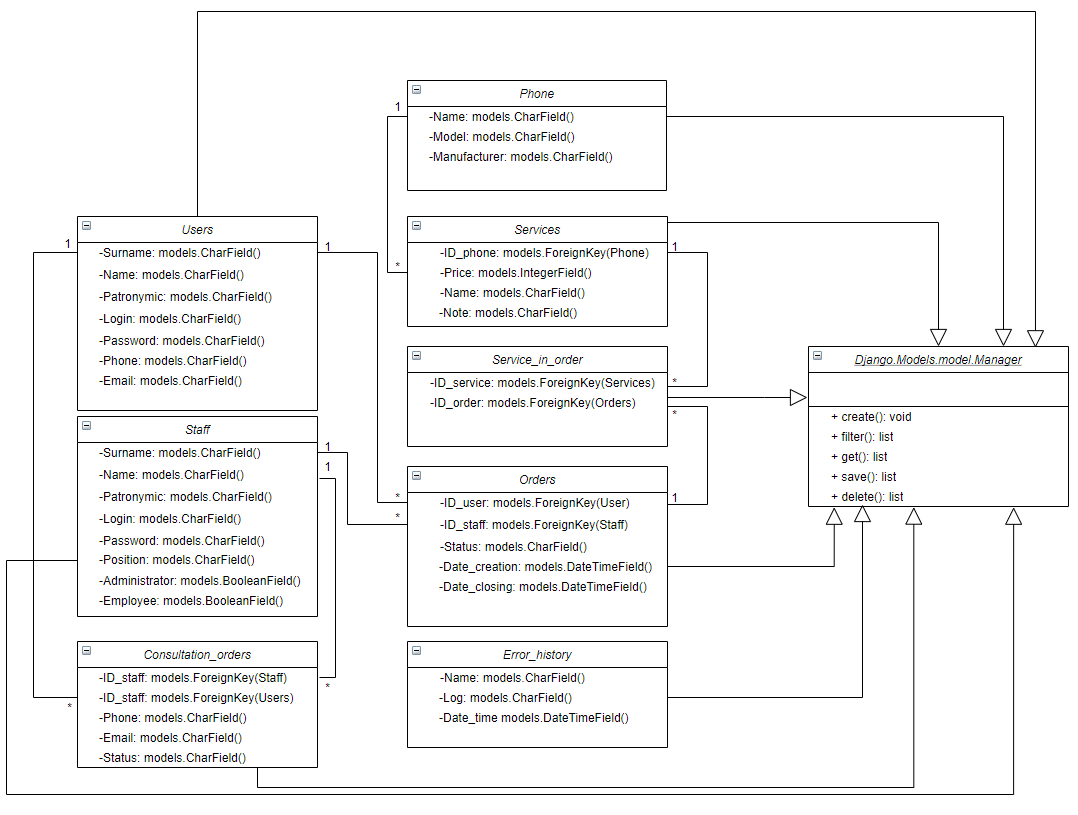 Phone
1
-Name: models.CharField()
-Model: models.CharField()
-Manufacturer: models.CharField()
Users
1
1
-Surname: models.CharField()
-Name: models.CharField()
-Patronymic: models.CharField()
-Login: models.CharField()
-Password: models.CharField()
-Phone: models.CharField()
-Email: models.CharField()
Services
1
*
-ID_phone: models.ForeignKey(Phone)
-Price: models.IntegerField()
-Name: models.CharField()
-Note: models.CharField()
Service_in_order
*
-ID_service: models.ForeignKey(Services)
-ID_order: models.ForeignKey(Orders)
*
Django.Models.model.Manager
+ create(): void
+ filter(): list
+ get(): list
+ save(): list
+ delete(): list
Staff
1
1
-Surname: models.CharField()
-Name: models.CharField()
-Patronymic: models.CharField()
-Login: models.CharField()
-Password: models.CharField()
-Position: models.CharField()
-Administrator: models.BooleanField()
-Employee: models.BooleanField()
Orders
*
*
1
-ID_user: models.ForeignKey(User)
-ID_staff: models.ForeignKey(Staff)
-Status: models.CharField()
-Date_creation: models.DateTimeField()
-Date_closing: models.DateTimeField()
Consultation_orders
-ID_staff: models.ForeignKey(Staff)
*
-ID_staff: models.ForeignKey(Users)
*
-Phone: models.CharField()
-Email: models.CharField()
-Status: models.CharField()
Error_history
-Name: models.CharField()
-Log: models.CharField()
-Date_time models.DateTimeField()